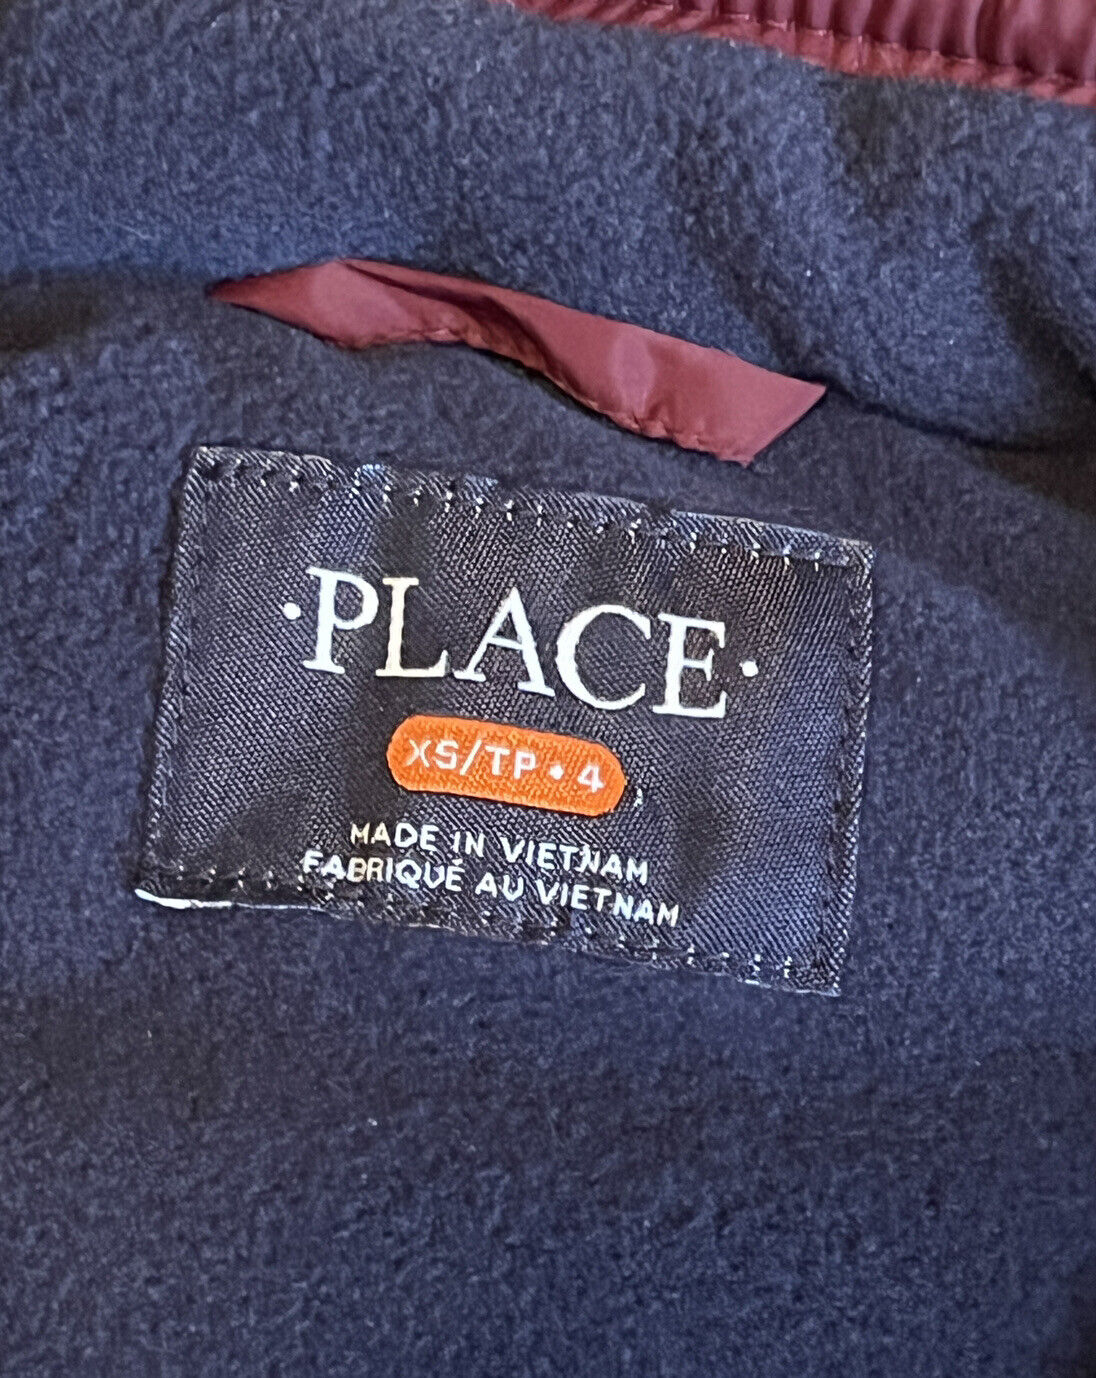 ·PLACE·
XS/TP • 4
MADE IN VIETNAM
FABRIQUÉ AU VIETNAM